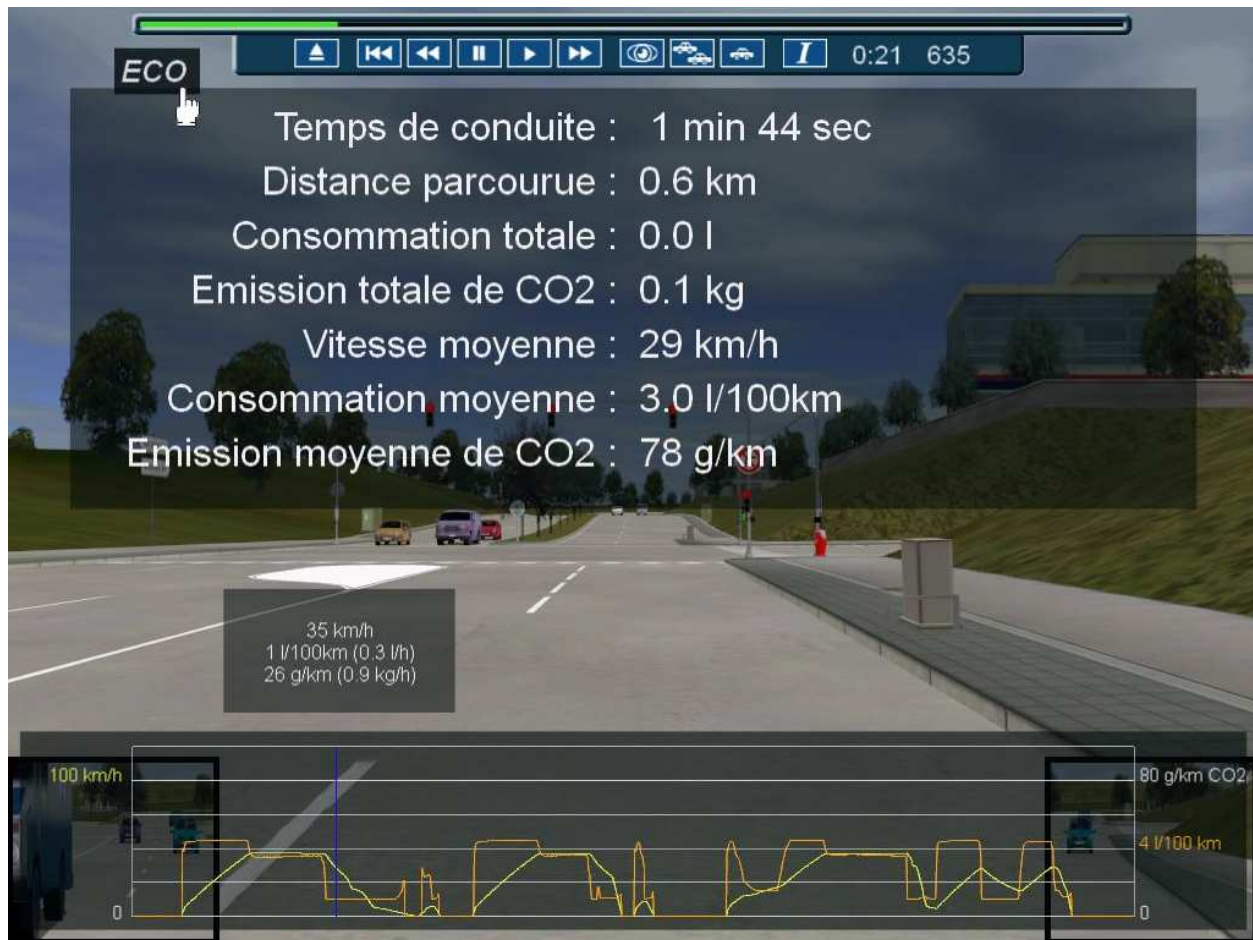 0:21 635
ECO
Temps de conduite : 1 min 44 sec
Distance parcourue : 0.6 km
Consommation totale : 0.0 l
Emission totale de CO2 : 0.1 kg
Vitesse moyenne : 29 km/h
Consommation moyenne : 3.0 l/100km
Emission moyenne de CO2 : 78 g/km
35 km/h
1 l/100km (0.3 l/h)
26 g/km (0.9 kg/h)
100 km/h
80 g/km CO2
4 l/100 km
0
0